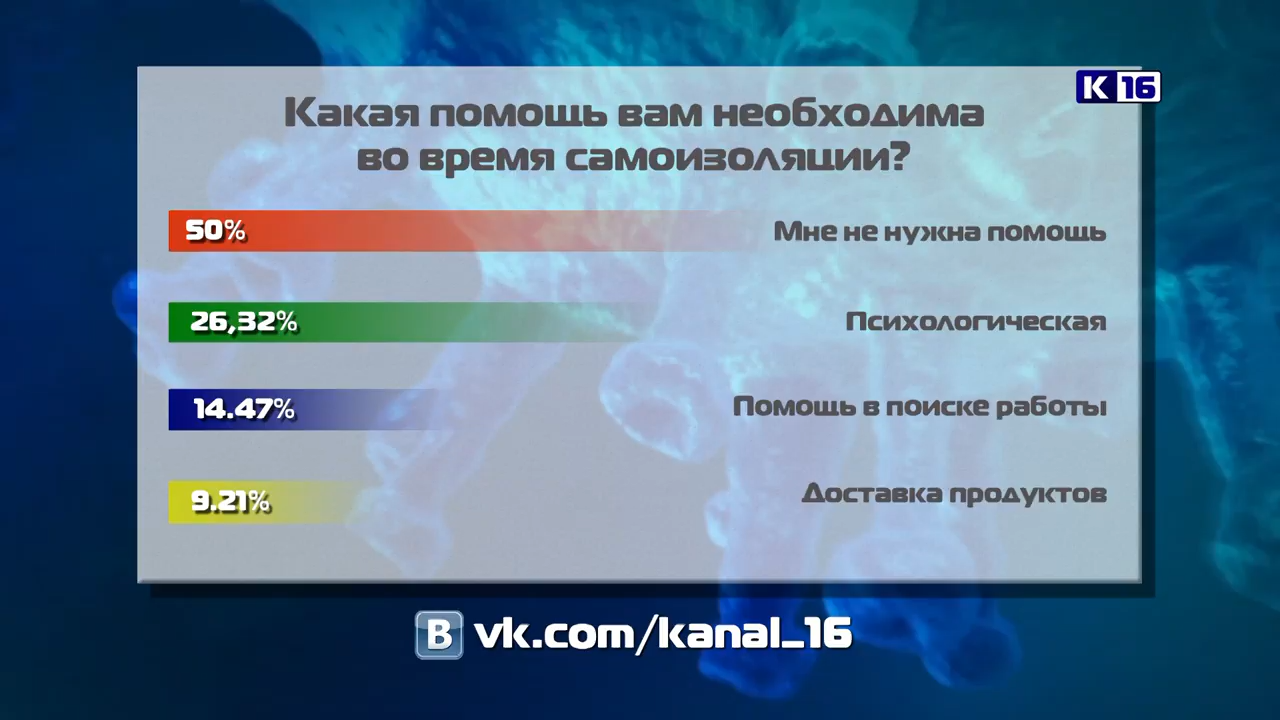 К 16
Какая помощь вам необходима
во время самоизоляции?
50% Мне не нужна помощь
26,32% Психологическая
14.47% Помощь в поиске работы
9.21% Доставка продуктов
В vk.com/kanal_16